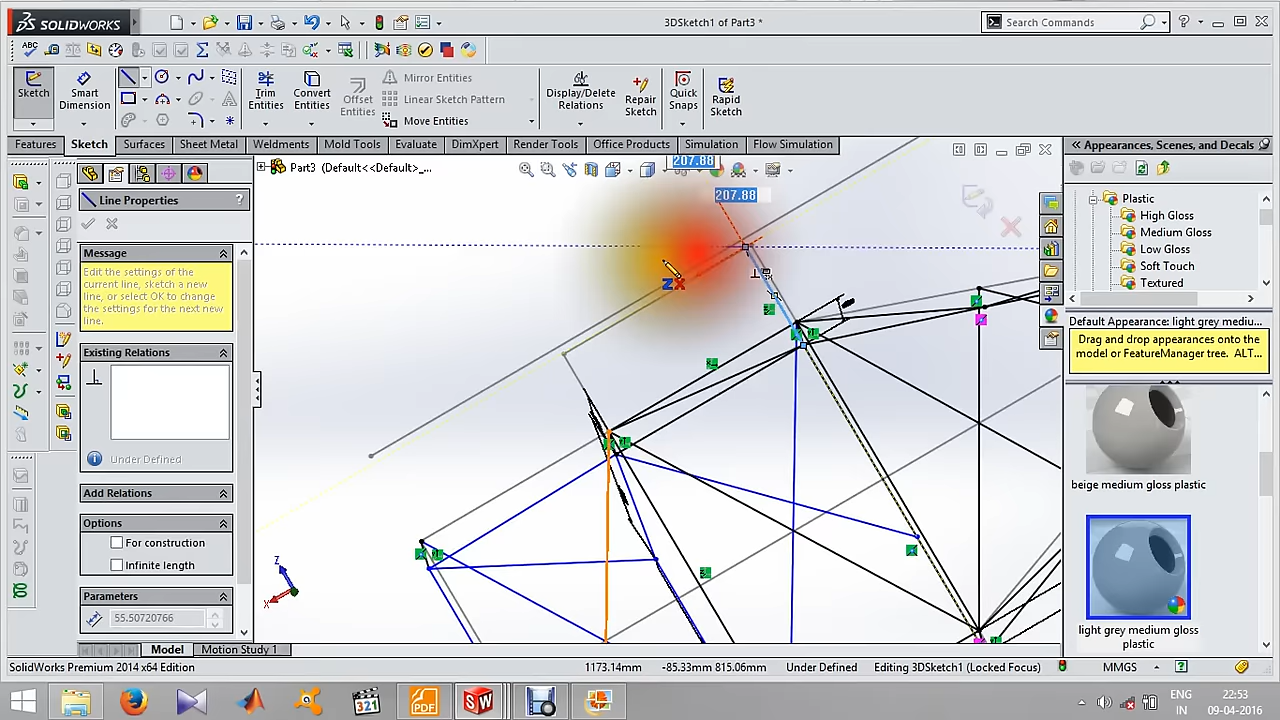 SOLIDWORKS
3DSketch1 of Part3 *
Search Commands
?
ABC
Sketch
Smart
Dimension
Trim
Entities
Convert
Entities
Offset
Entities
Mirror Entities
Linear Sketch Pattern
Move Entities
Display/Delete
Relations
Repair
Sketch
Quick
Snaps
Rapid
Sketch
Features
Sketch
Surfaces
Sheet Metal
Weldments
Mold Tools
Evaluate
DimXpert
Render Tools
Office Products
Simulation
Flow Simulation
Part3 (Default<<Default>_...
207.88
207.88
Line Properties
?
Message
Edit the settings of the
current line, sketch a new
line, or select OK to change
the settings for the next new
line.
Existing Relations
Under Defined
Add Relations
Options
For construction
Infinite length
Parameters
55.50720766
Z
X
ZX
Appearances, Scenes, and Decals
Plastic
High Gloss
Medium Gloss
Low Gloss
Soft Touch
Textured
Default Appearance: light grey mediu...
Drag and drop appearances onto the
model or FeatureManager tree. ALT...
beige medium gloss plastic
light grey medium gloss
plastic
Model
Motion Study 1
SolidWorks Premium 2014 x64 Edition
1173.14mm
-85.33mm 815.06mm
Under Defined
Editing 3DSketch1 (Locked Focus)
MMGS
?
321
PDF
SW
ENG
IN
22:53
09-04-2016